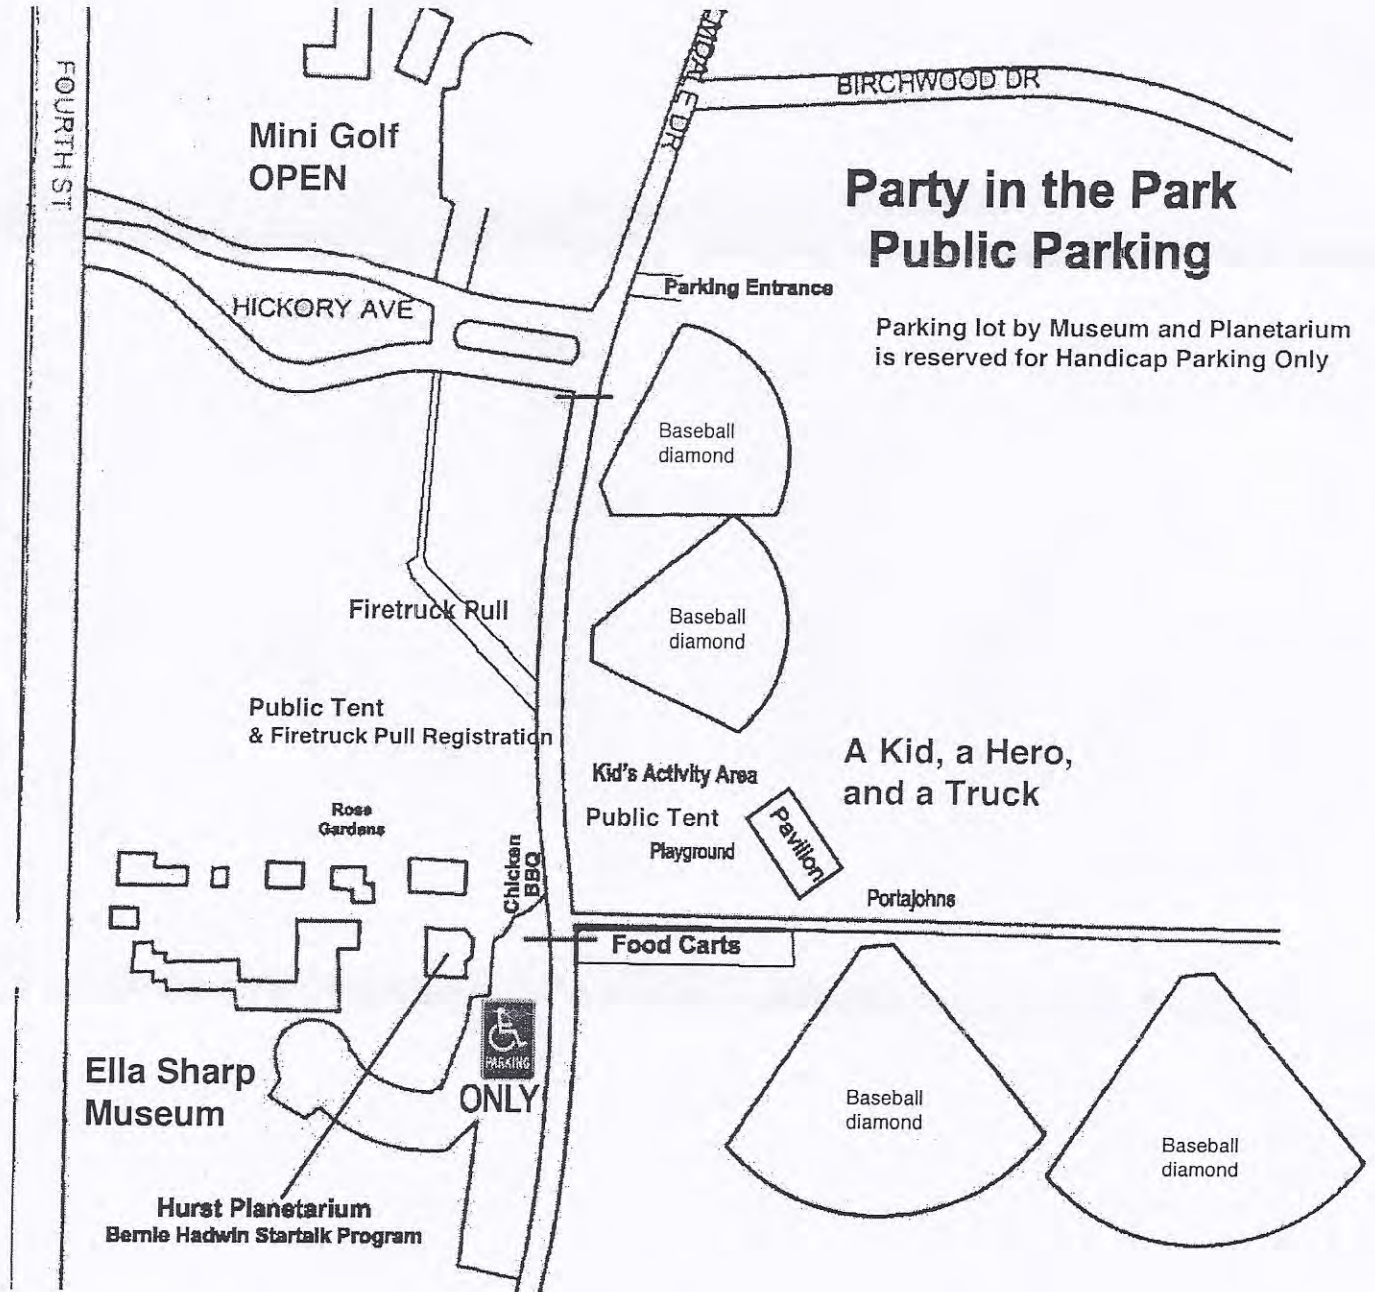 FOURTH ST
Mini Golf
OPEN
BIRCHWOOD DR
Party in the Park
Public Parking
Parking Entrance
HICKORY AVE
Parking lot by Museum and Planetarium
is reserved for Handicap Parking Only
Baseball
diamond
Baseball
diamond
Firetruck Pull
Public Tent
& Firetruck Pull Registration
Kid's Activity Area
A Kid, a Hero,
and a Truck
Public Tent
Playground
Pavilion
Rose
Gardens
Chicken
BBQ
Portajohns
Food Carts
PARKING
ONLY
Ella Sharp
Museum
Baseball
diamond
Baseball
diamond
Hurst Planetarium
Bernie Hadwin Startalk Program